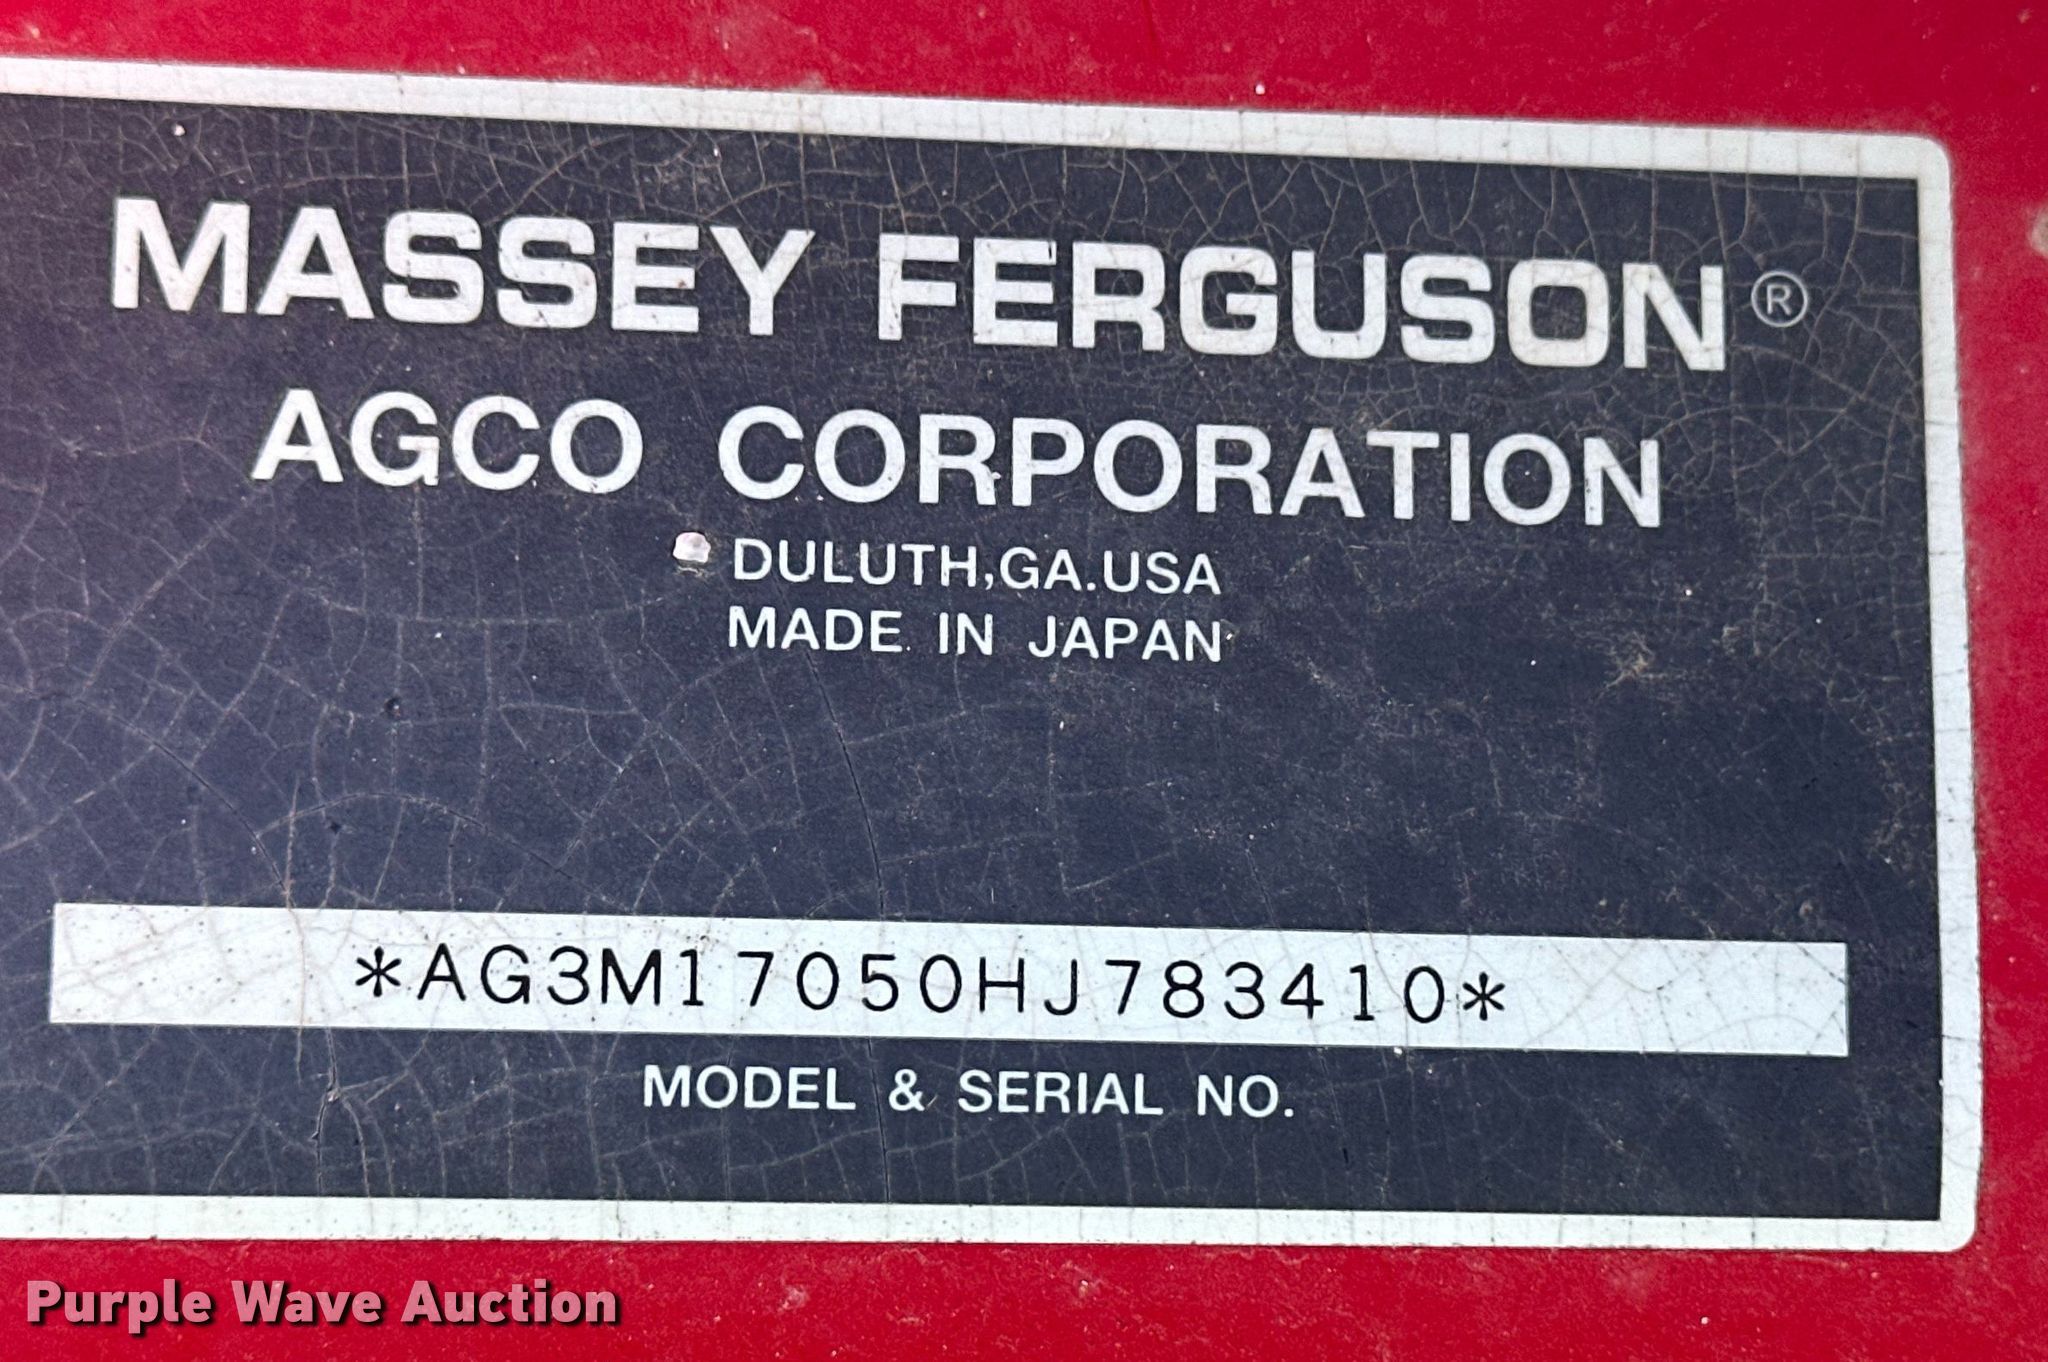 MASSEY FERGUSON®
AGCO CORPORATION
DULUTH,GA.USA
MADE IN JAPAN
*AG3M17050HJ783410*
MODEL & SERIAL NO.
Purple Wave Auction